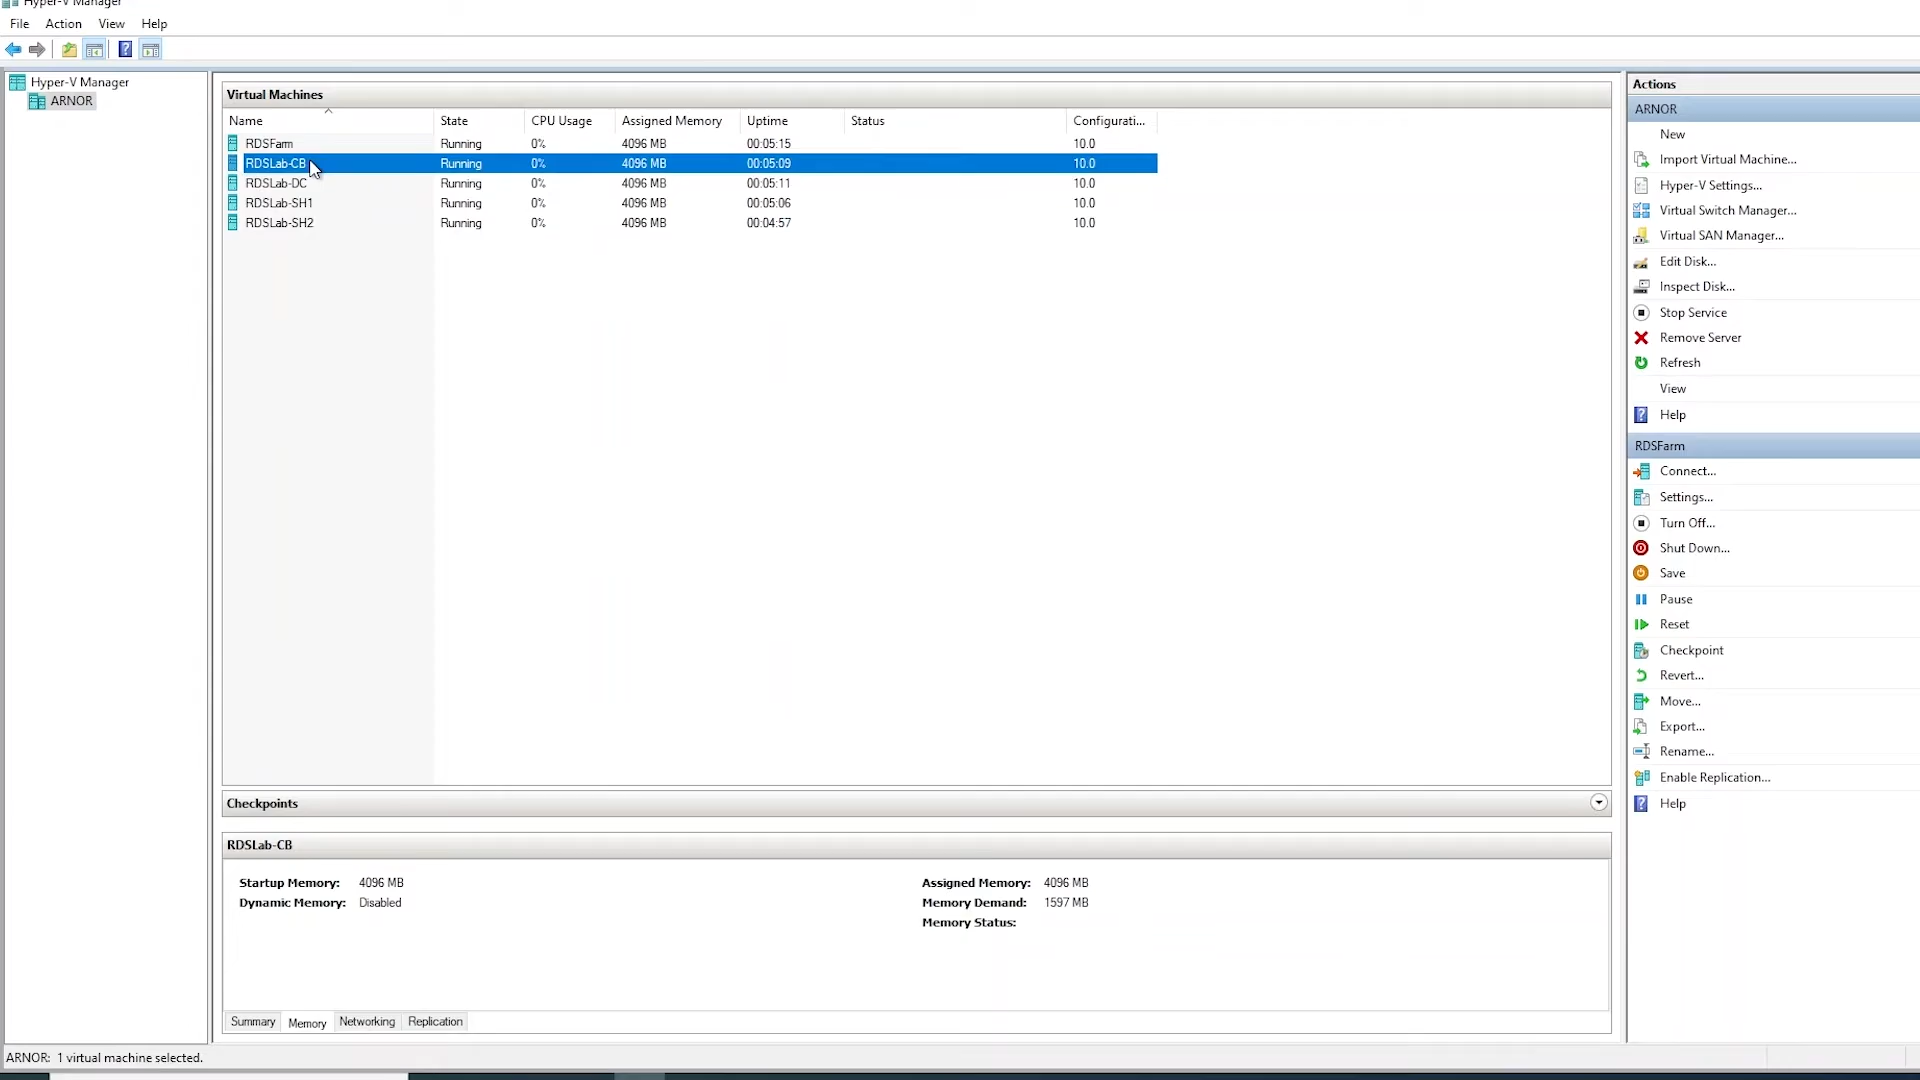 Hyper-V Manager
File Action View Help
Hyper-V Manager
ARNOR
Virtual Machines
Name State CPU Usage Assigned Memory Uptime Status Configurati...
RDSFarm Running 0% 4096 MB 00:05:15 10.0
RDSLab-CB Running 0% 4096 MB 00:05:09 10.0
RDSLab-DC Running 0% 4096 MB 00:05:11 10.0
RDSLab-SH1 Running 0% 4096 MB 00:05:06 10.0
RDSLab-SH2 Running 0% 4096 MB 00:04:57 10.0
Checkpoints
RDSLab-CB
Startup Memory: 4096 MB Assigned Memory: 4096 MB
Dynamic Memory: Disabled Memory Demand: 1597 MB
Memory Status:
Summary Memory Networking Replication
ARNOR: 1 virtual machine selected.
Actions
ARNOR
New
Import Virtual Machine...
Hyper-V Settings...
Virtual Switch Manager...
Virtual SAN Manager...
Edit Disk...
Inspect Disk...
Stop Service
Remove Server
Refresh
View
Help
RDSFarm
Connect...
Settings...
Turn Off...
Shut Down...
Save
Pause
Reset
Checkpoint
Revert...
Move...
Export...
Rename...
Enable Replication...
Help